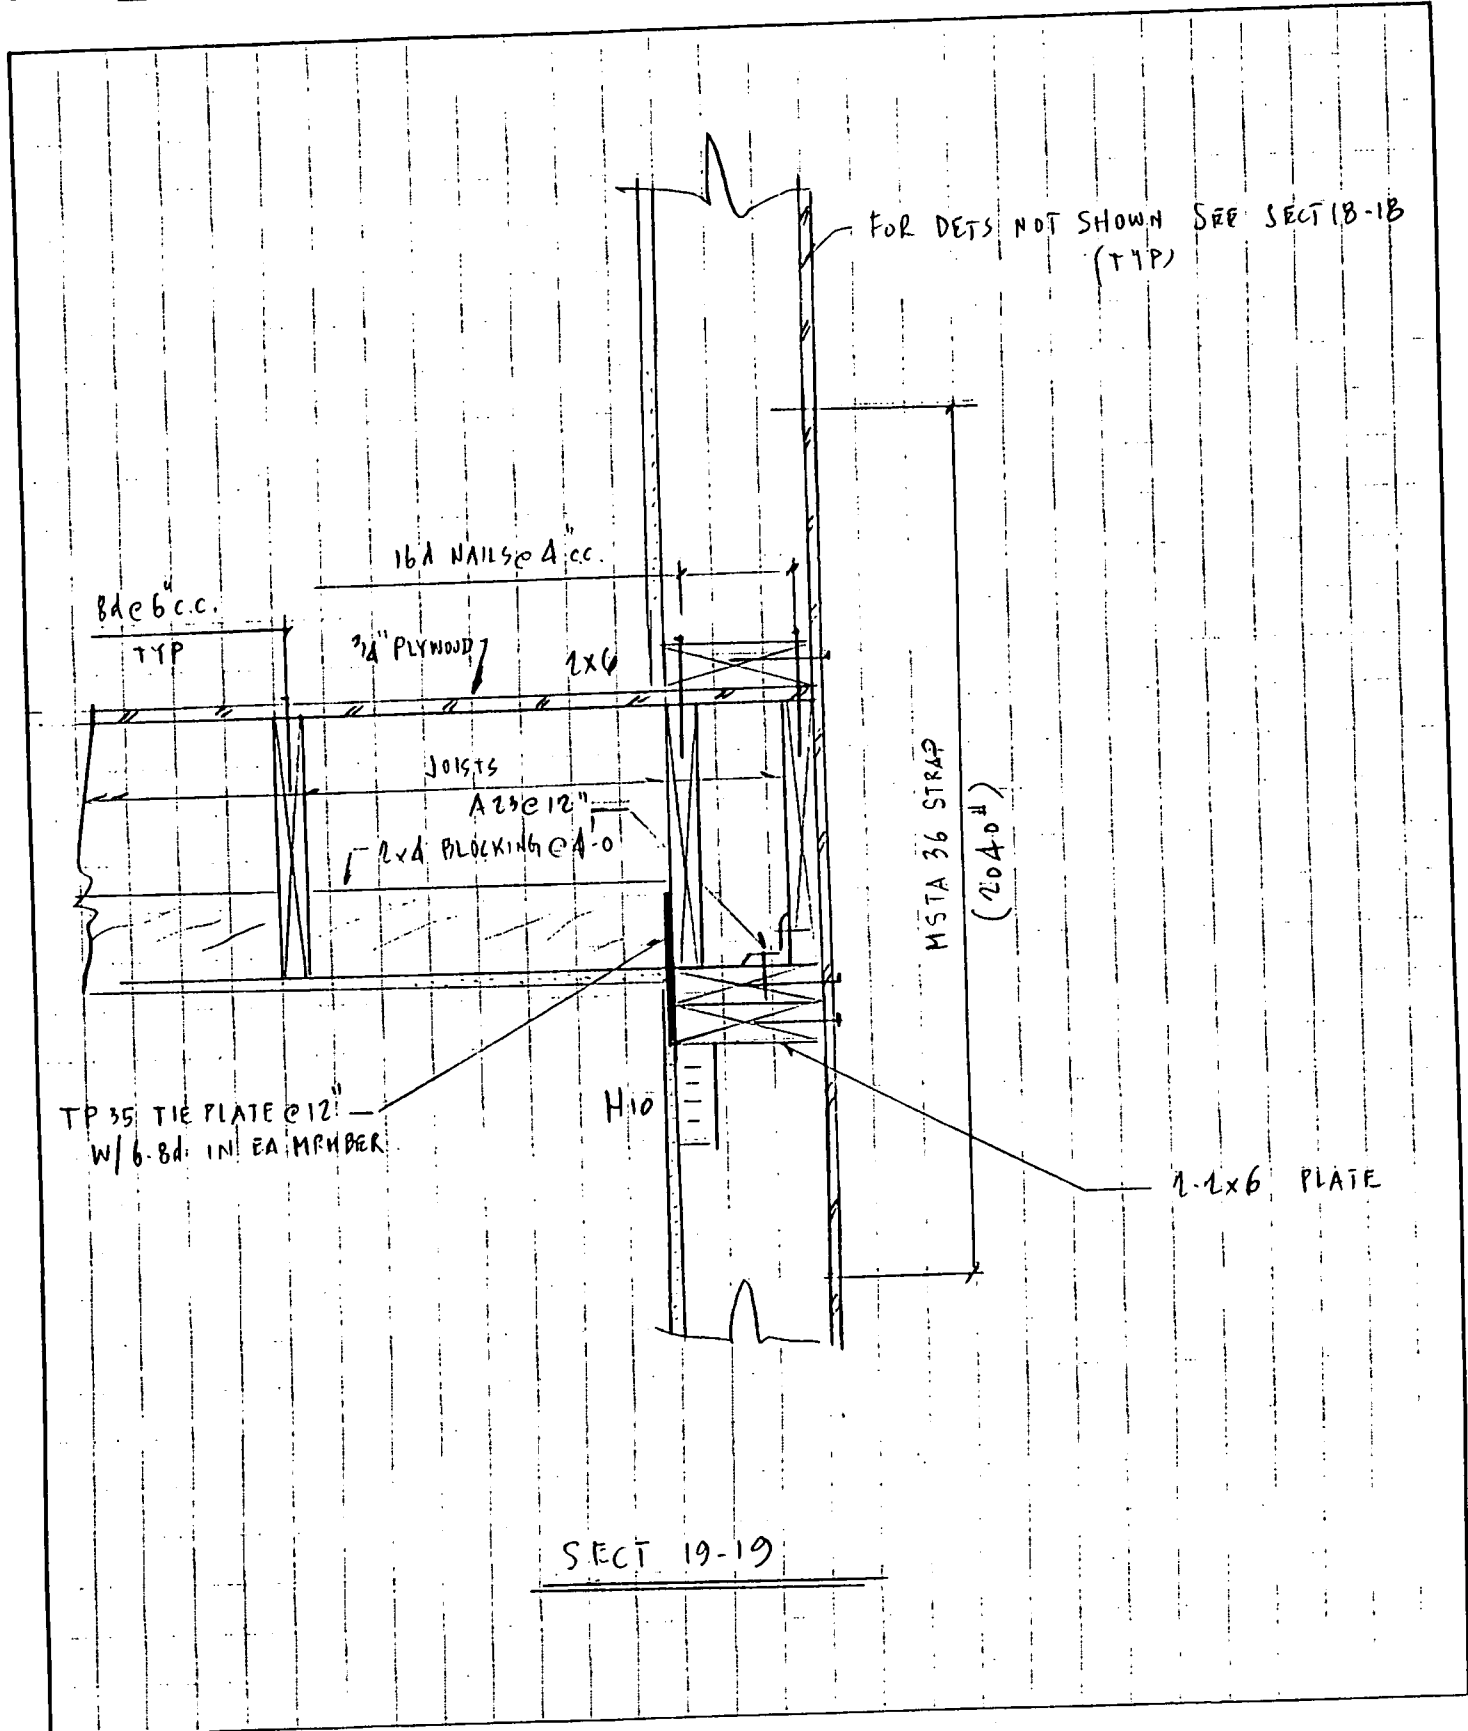 FOR DETS NOT SHOWN SEE SECT 18-18
(TYP)
16d NAILS @ 4" c.c.
8d @ 6" c.c.
TYP
3/4" PLYWOOD
2x6
JOISTS
A23 @ 12"
2x4 BLOCKING @ 4'-0
MSTA 36 STRAP
(2040#)
TP 35 TIE PLATE @ 12"
W/ 6-8d IN EA MEMBER
H10
2-2x6 PLATE
SECT 19-19